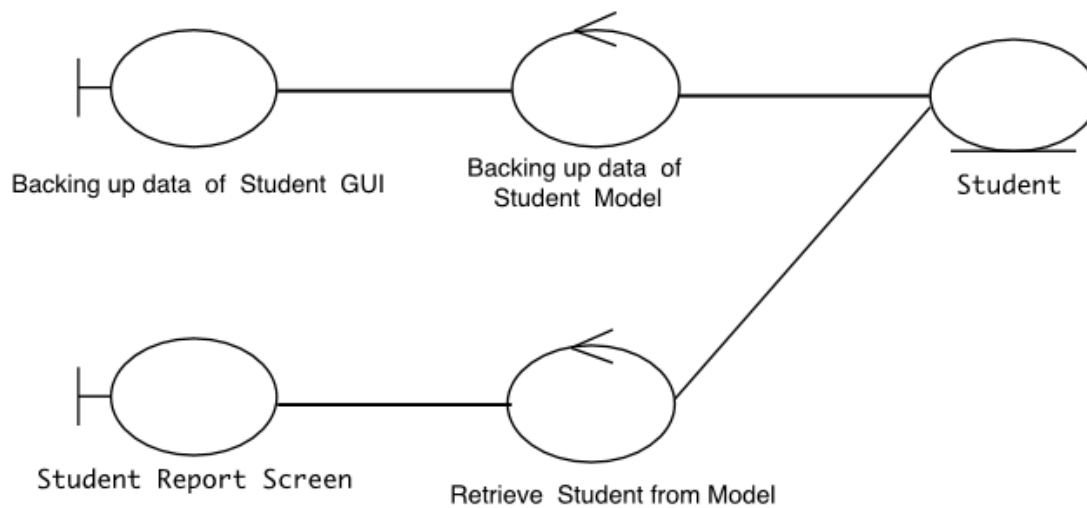 Backing up data of Student GUI
Backing up data of
Student Model
Student
Student Report Screen
Retrieve Student from Model